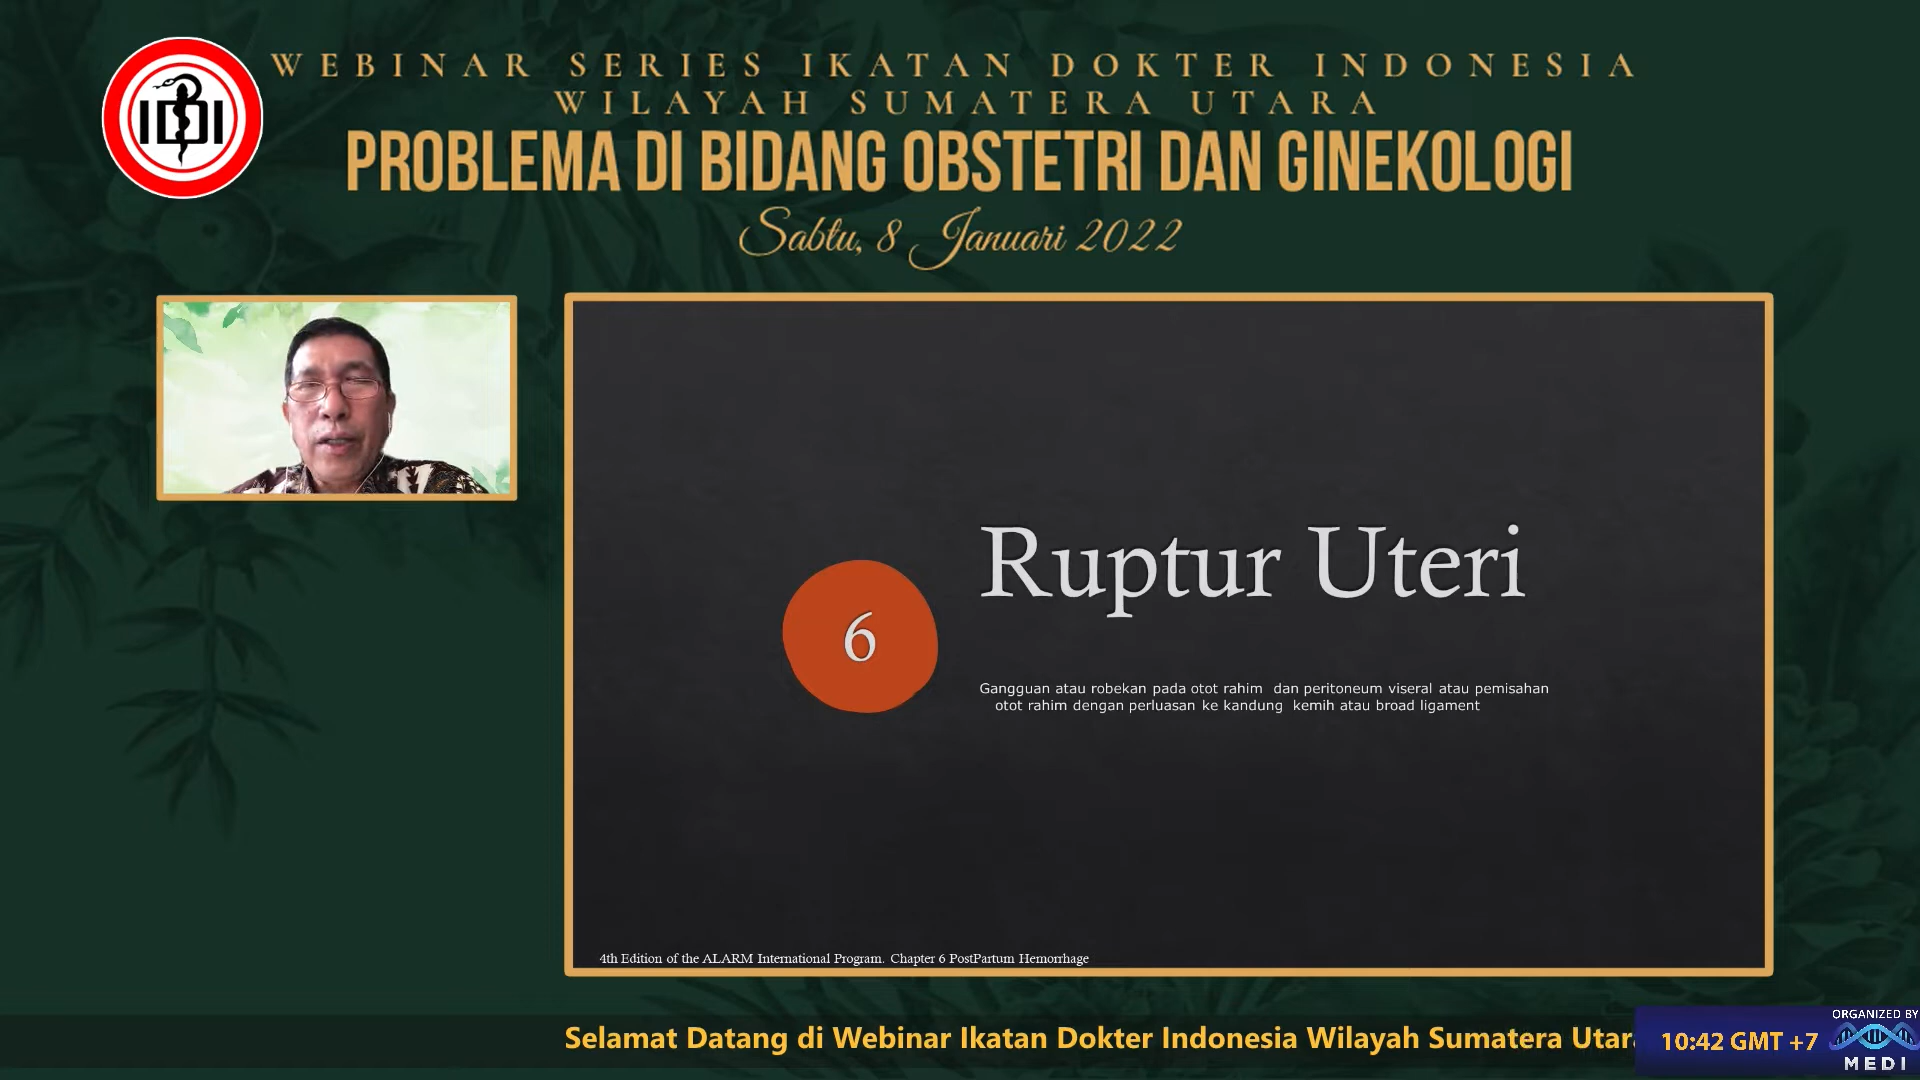 WEBINAR SERIES IKATAN DOKTER INDONESIA
WILAYAH SUMATERA UTARA
PROBLEMA DI BIDANG OBSTETRI DAN GINEKOLOGI
Sabtu, 8 Januari 2022
IDI
Ruptur Uteri
6
Gangguan atau robekan pada otot rahim dan peritoneum viseral atau pemisahan
otot rahim dengan perluasan ke kandung kemih atau broad ligament
4th Edition of the ALARM International Program. Chapter 6 PostPartum Hemorrhage
Selamat Datang di Webinar Ikatan Dokter Indonesia Wilayah Sumatera Utara
10:42 GMT +7
ORGANIZED BY
MEDI